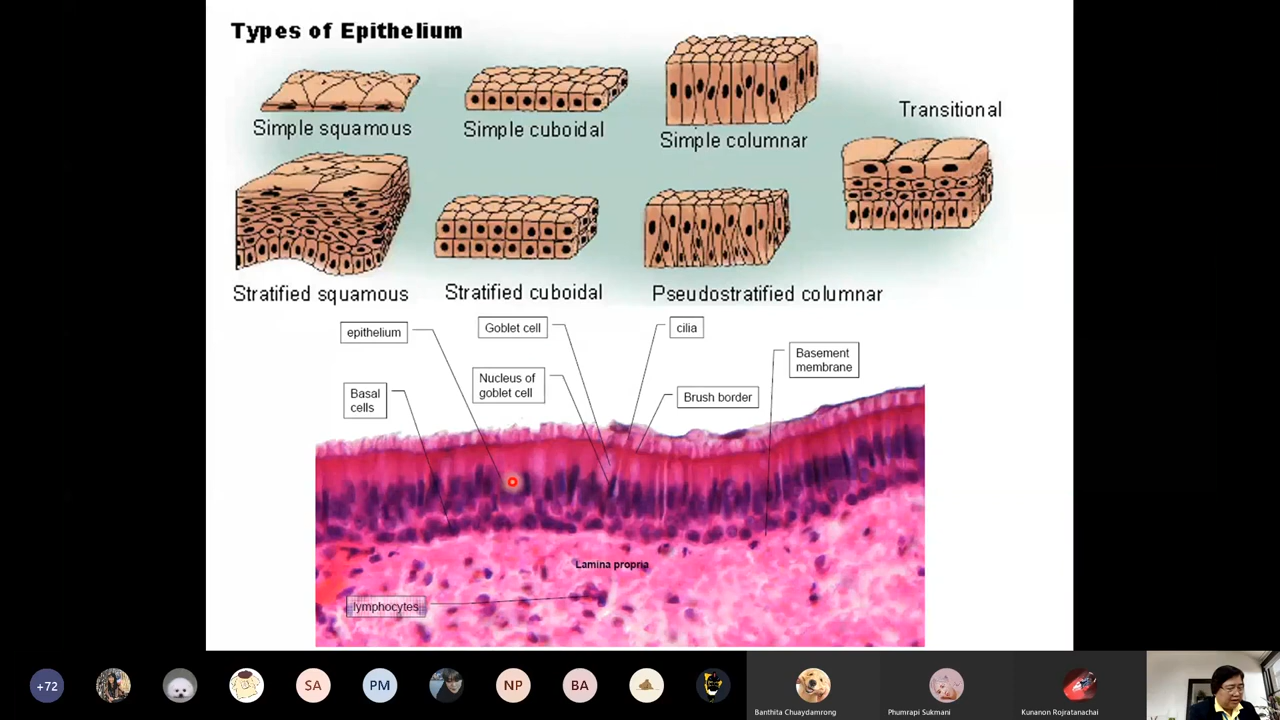 Types of Epithelium
Transitional
Simple squamous
Simple cuboidal
Simple columnar
Stratified squamous
Stratified cuboidal
Pseudostratified columnar
epithelium
Goblet cell
cilia
Basement
membrane
Nucleus of
goblet cell
Basal
cells
Brush border
Lamina propria
lymphocytes
+72
SA
PM
NP
BA
Banthita Chuaydamrong
Phumrapi Sukmani
Kunanon Rojratanachai